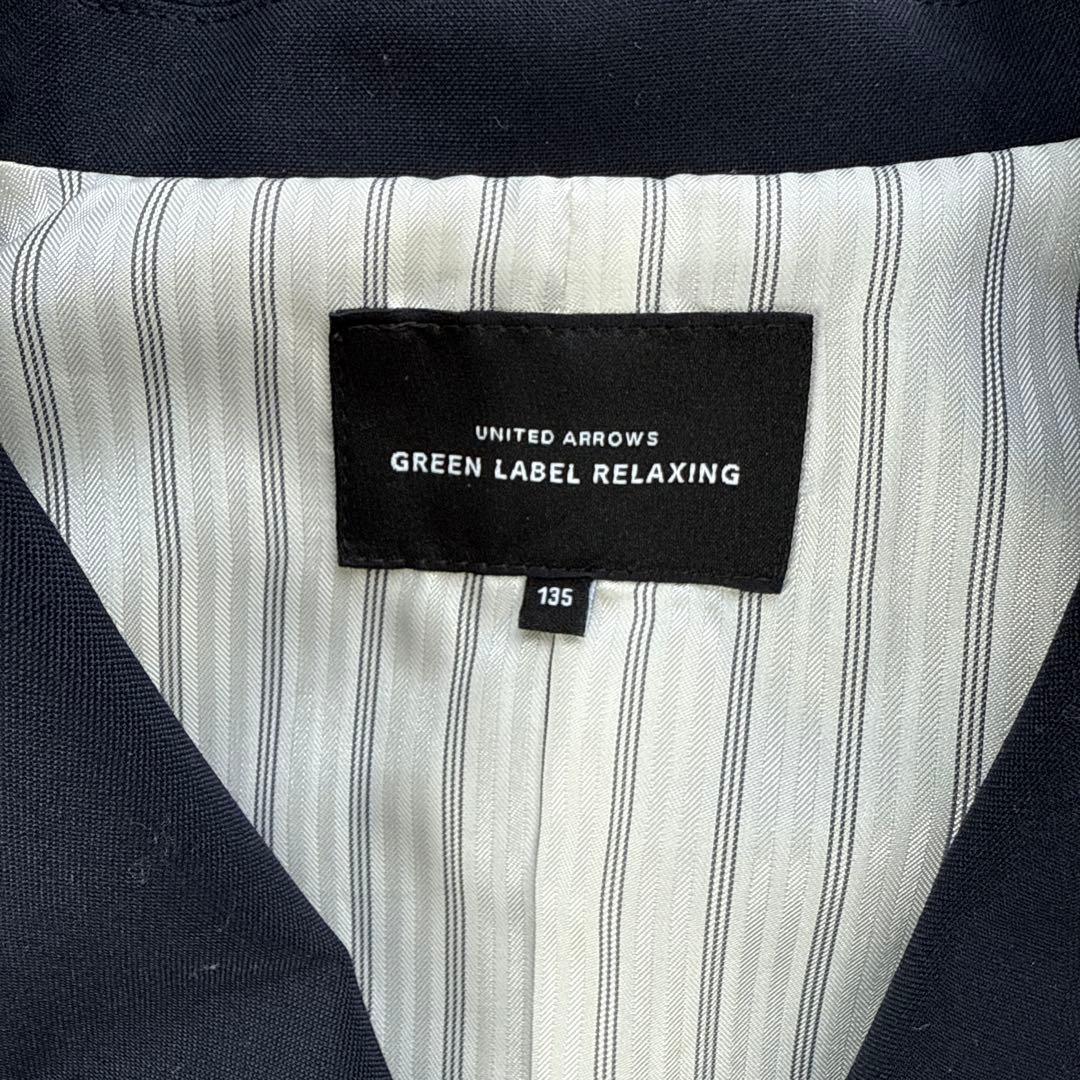 UNITED ARROWS
GREEN LABEL RELAXING
135